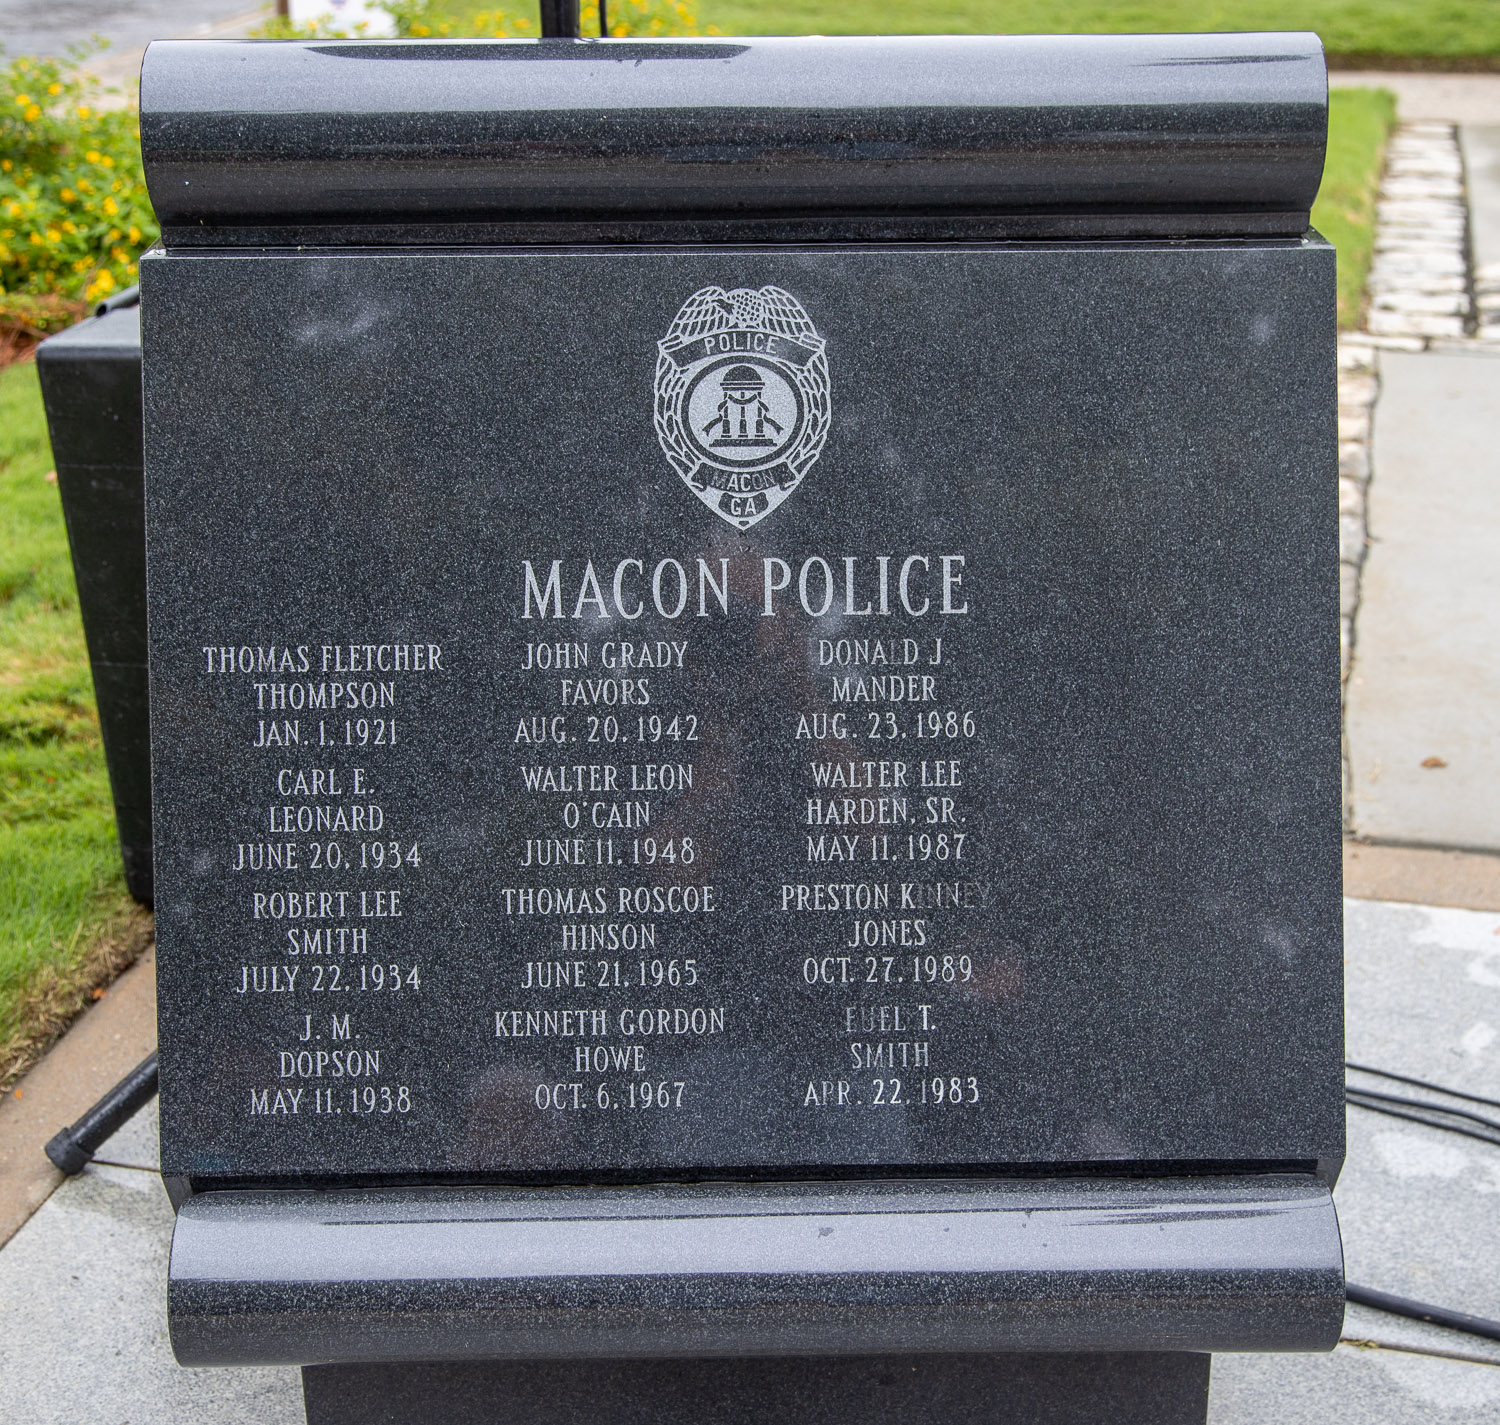 POLICE
MACON
GA
MACON POLICE
THOMAS FLETCHER
THOMPSON
JAN. 1, 1921
CARL E.
LEONARD
JUNE 20, 1934
ROBERT LEE
SMITH
JULY 22, 1934
J. M.
DOPSON
MAY 11, 1938
JOHN GRADY
FAVORS
AUG. 20, 1942
WALTER LEON
O'CAIN
JUNE 11, 1948
THOMAS ROSCOE
HINSON
JUNE 21, 1965
KENNETH GORDON
HOWE
OCT. 6, 1967
DONALD J.
MANDER
AUG. 23, 1986
WALTER LEE
HARDEN, SR.
MAY 11, 1987
PRESTON KINNEY
JONES
OCT. 27, 1989
EUEL T.
SMITH
APR. 22, 1983